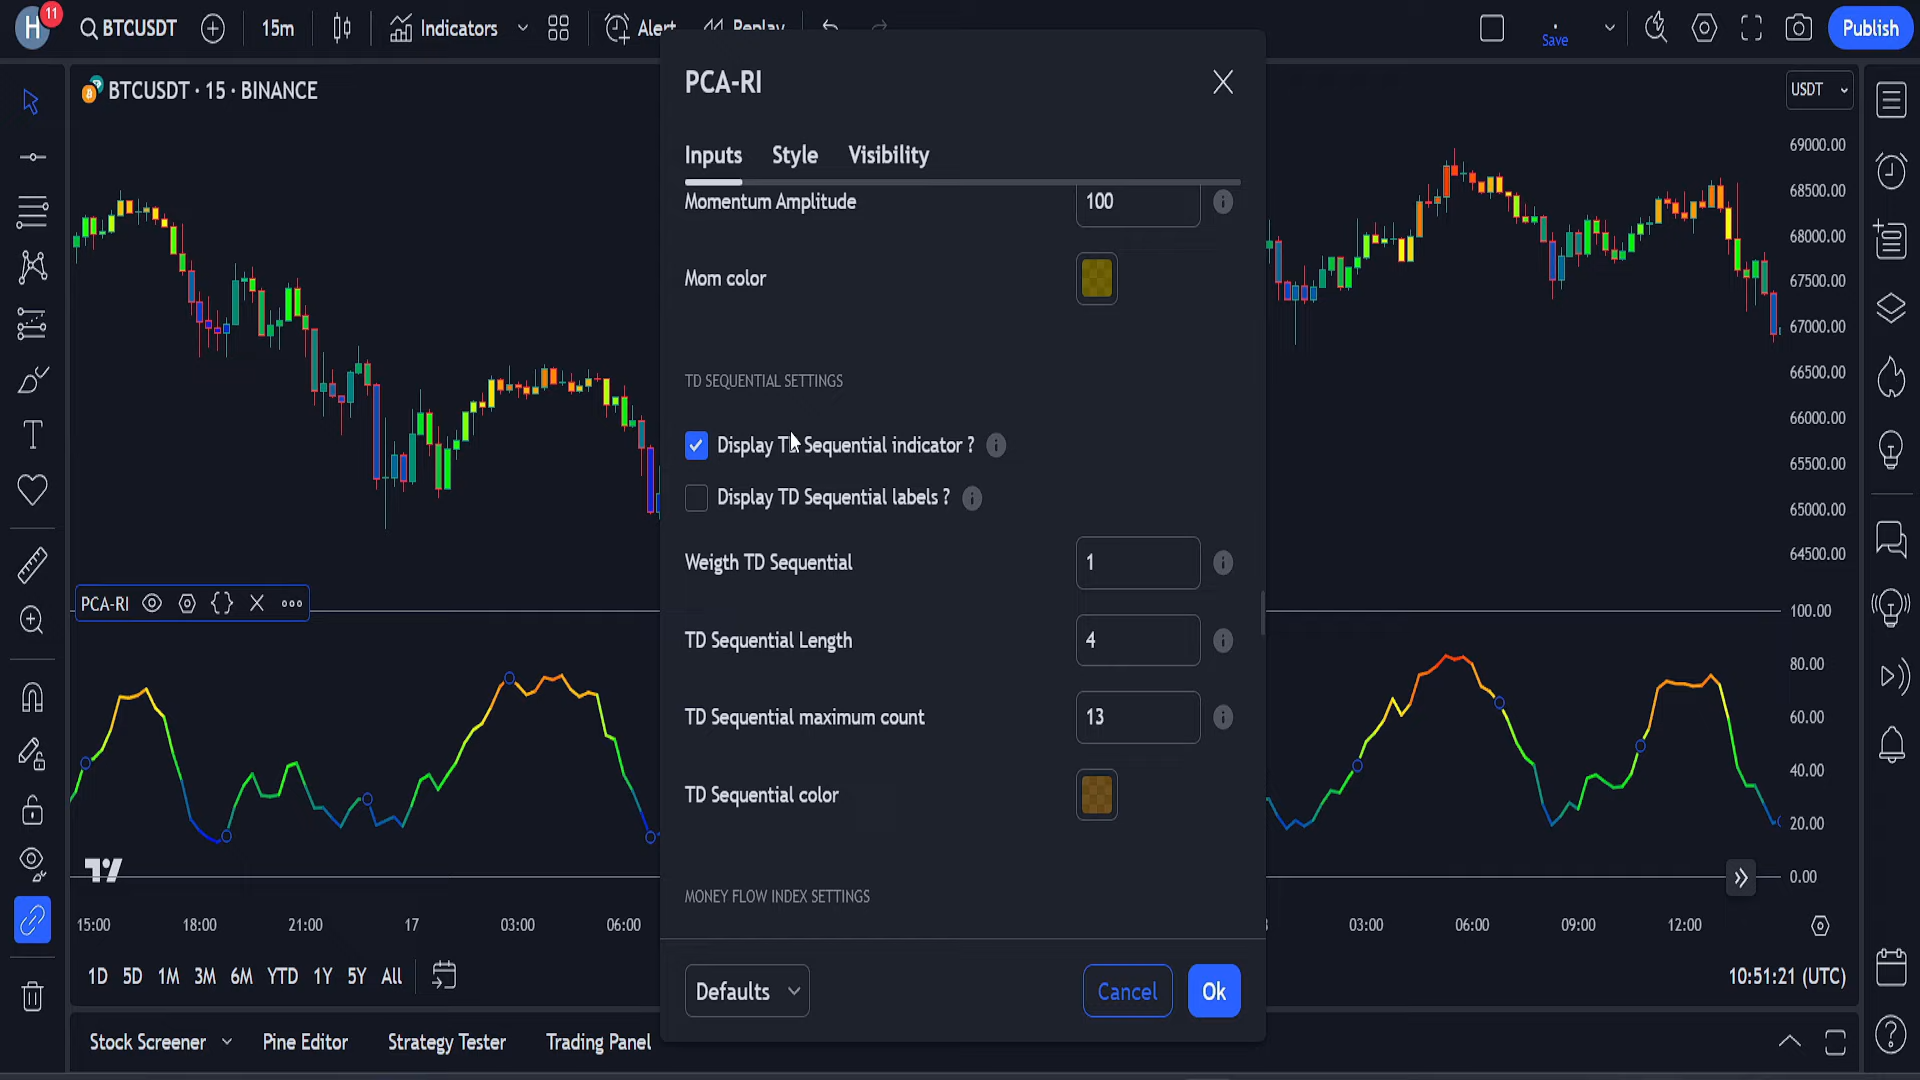 H 11 BTCUSDT 15m Indicators Alert Replay Save Publish
BTCUSDT · 15 · BINANCE
USDT
69000.00
68500.00
68000.00
67500.00
67000.00
66500.00
66000.00
65500.00
65000.00
64500.00
PCA-RI
Inputs Style Visibility
Momentum Amplitude 100
Mom color
TD SEQUENTIAL SETTINGS
Display TD Sequential indicator ?
Display TD Sequential labels ?
Weigth TD Sequential 1
TD Sequential Length 4
TD Sequential maximum count 13
TD Sequential color
MONEY FLOW INDEX SETTINGS
Defaults Cancel Ok
PCA-RI
100.00
80.00
60.00
40.00
20.00
0.00
15:00 18:00 21:00 17 03:00 06:00 03:00 06:00 09:00 12:00
1D 5D 1M 3M 6M YTD 1Y 5Y All
10:51:21 (UTC)
Stock Screener Pine Editor Strategy Tester Trading Panel